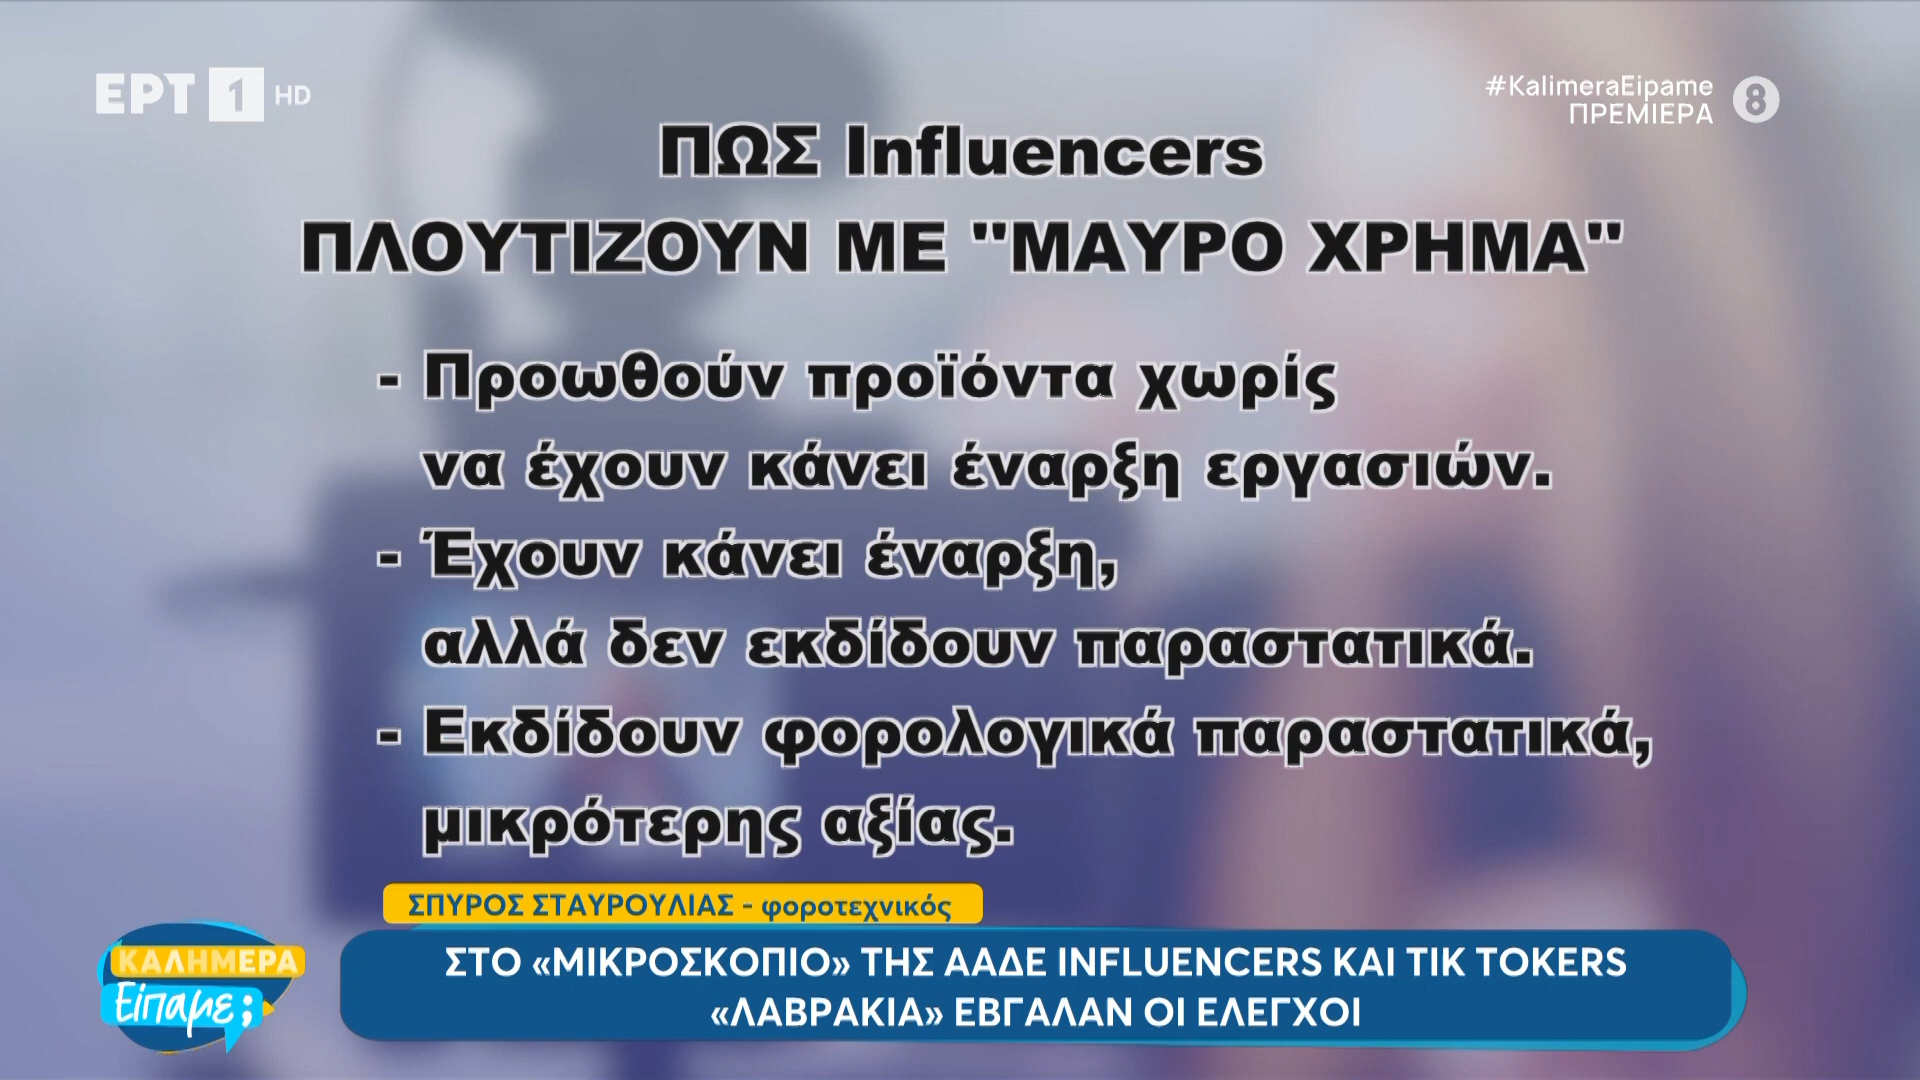 ΕΡΤ 1 HD
#KalimeraEipame
ΠΡΕΜΙΕΡΑ
8
ΠΩΣ Influencers
ΠΛΟΥΤΙΖΟΥΝ ΜΕ "ΜΑΥΡΟ ΧΡΗΜΑ"
- Προωθούν προϊόντα χωρίς
να έχουν κάνει έναρξη εργασιών.
- Έχουν κάνει έναρξη,
αλλά δεν εκδίδουν παραστατικά.
- Εκδίδουν φορολογικά παραστατικά,
μικρότερης αξίας.
ΣΠΥΡΟΣ ΣΤΑΥΡΟΥΛΙΑΣ - φοροτεχνικός
ΚΑΛΗΜΕΡΑ
Είπαμε;
ΣΤΟ «ΜΙΚΡΟΣΚΟΠΙΟ» ΤΗΣ ΑΑΔΕ INFLUENCERS ΚΑΙ TIK TOKERS
«ΛΑΒΡΑΚΙΑ» ΕΒΓΑΛΑΝ ΟΙ ΕΛΕΓΧΟΙ